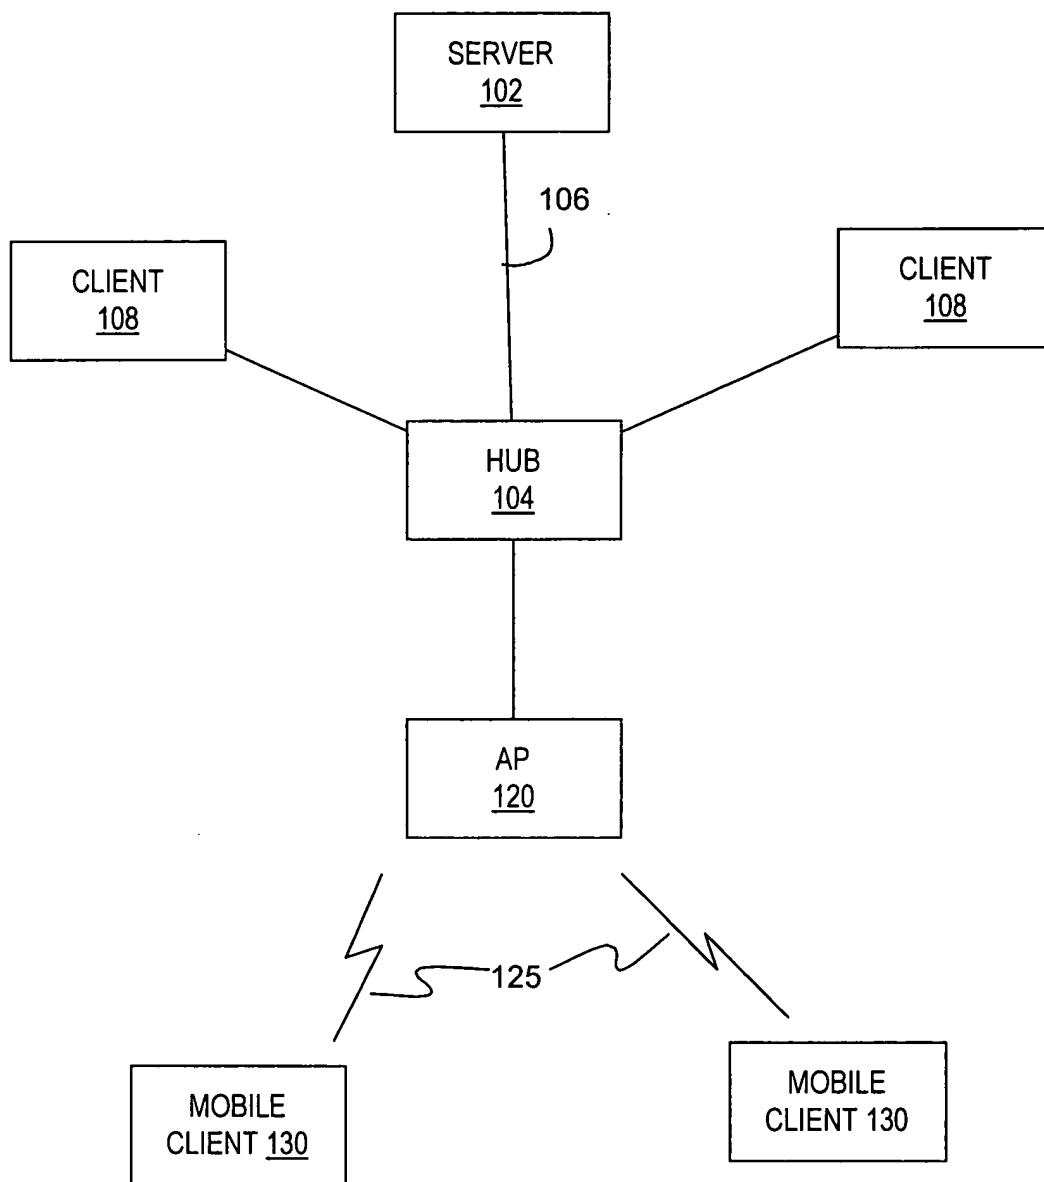 SERVER
102
106
CLIENT
108
CLIENT
108
HUB
104
AP
120
125
MOBILE
CLIENT 130
MOBILE
CLIENT 130